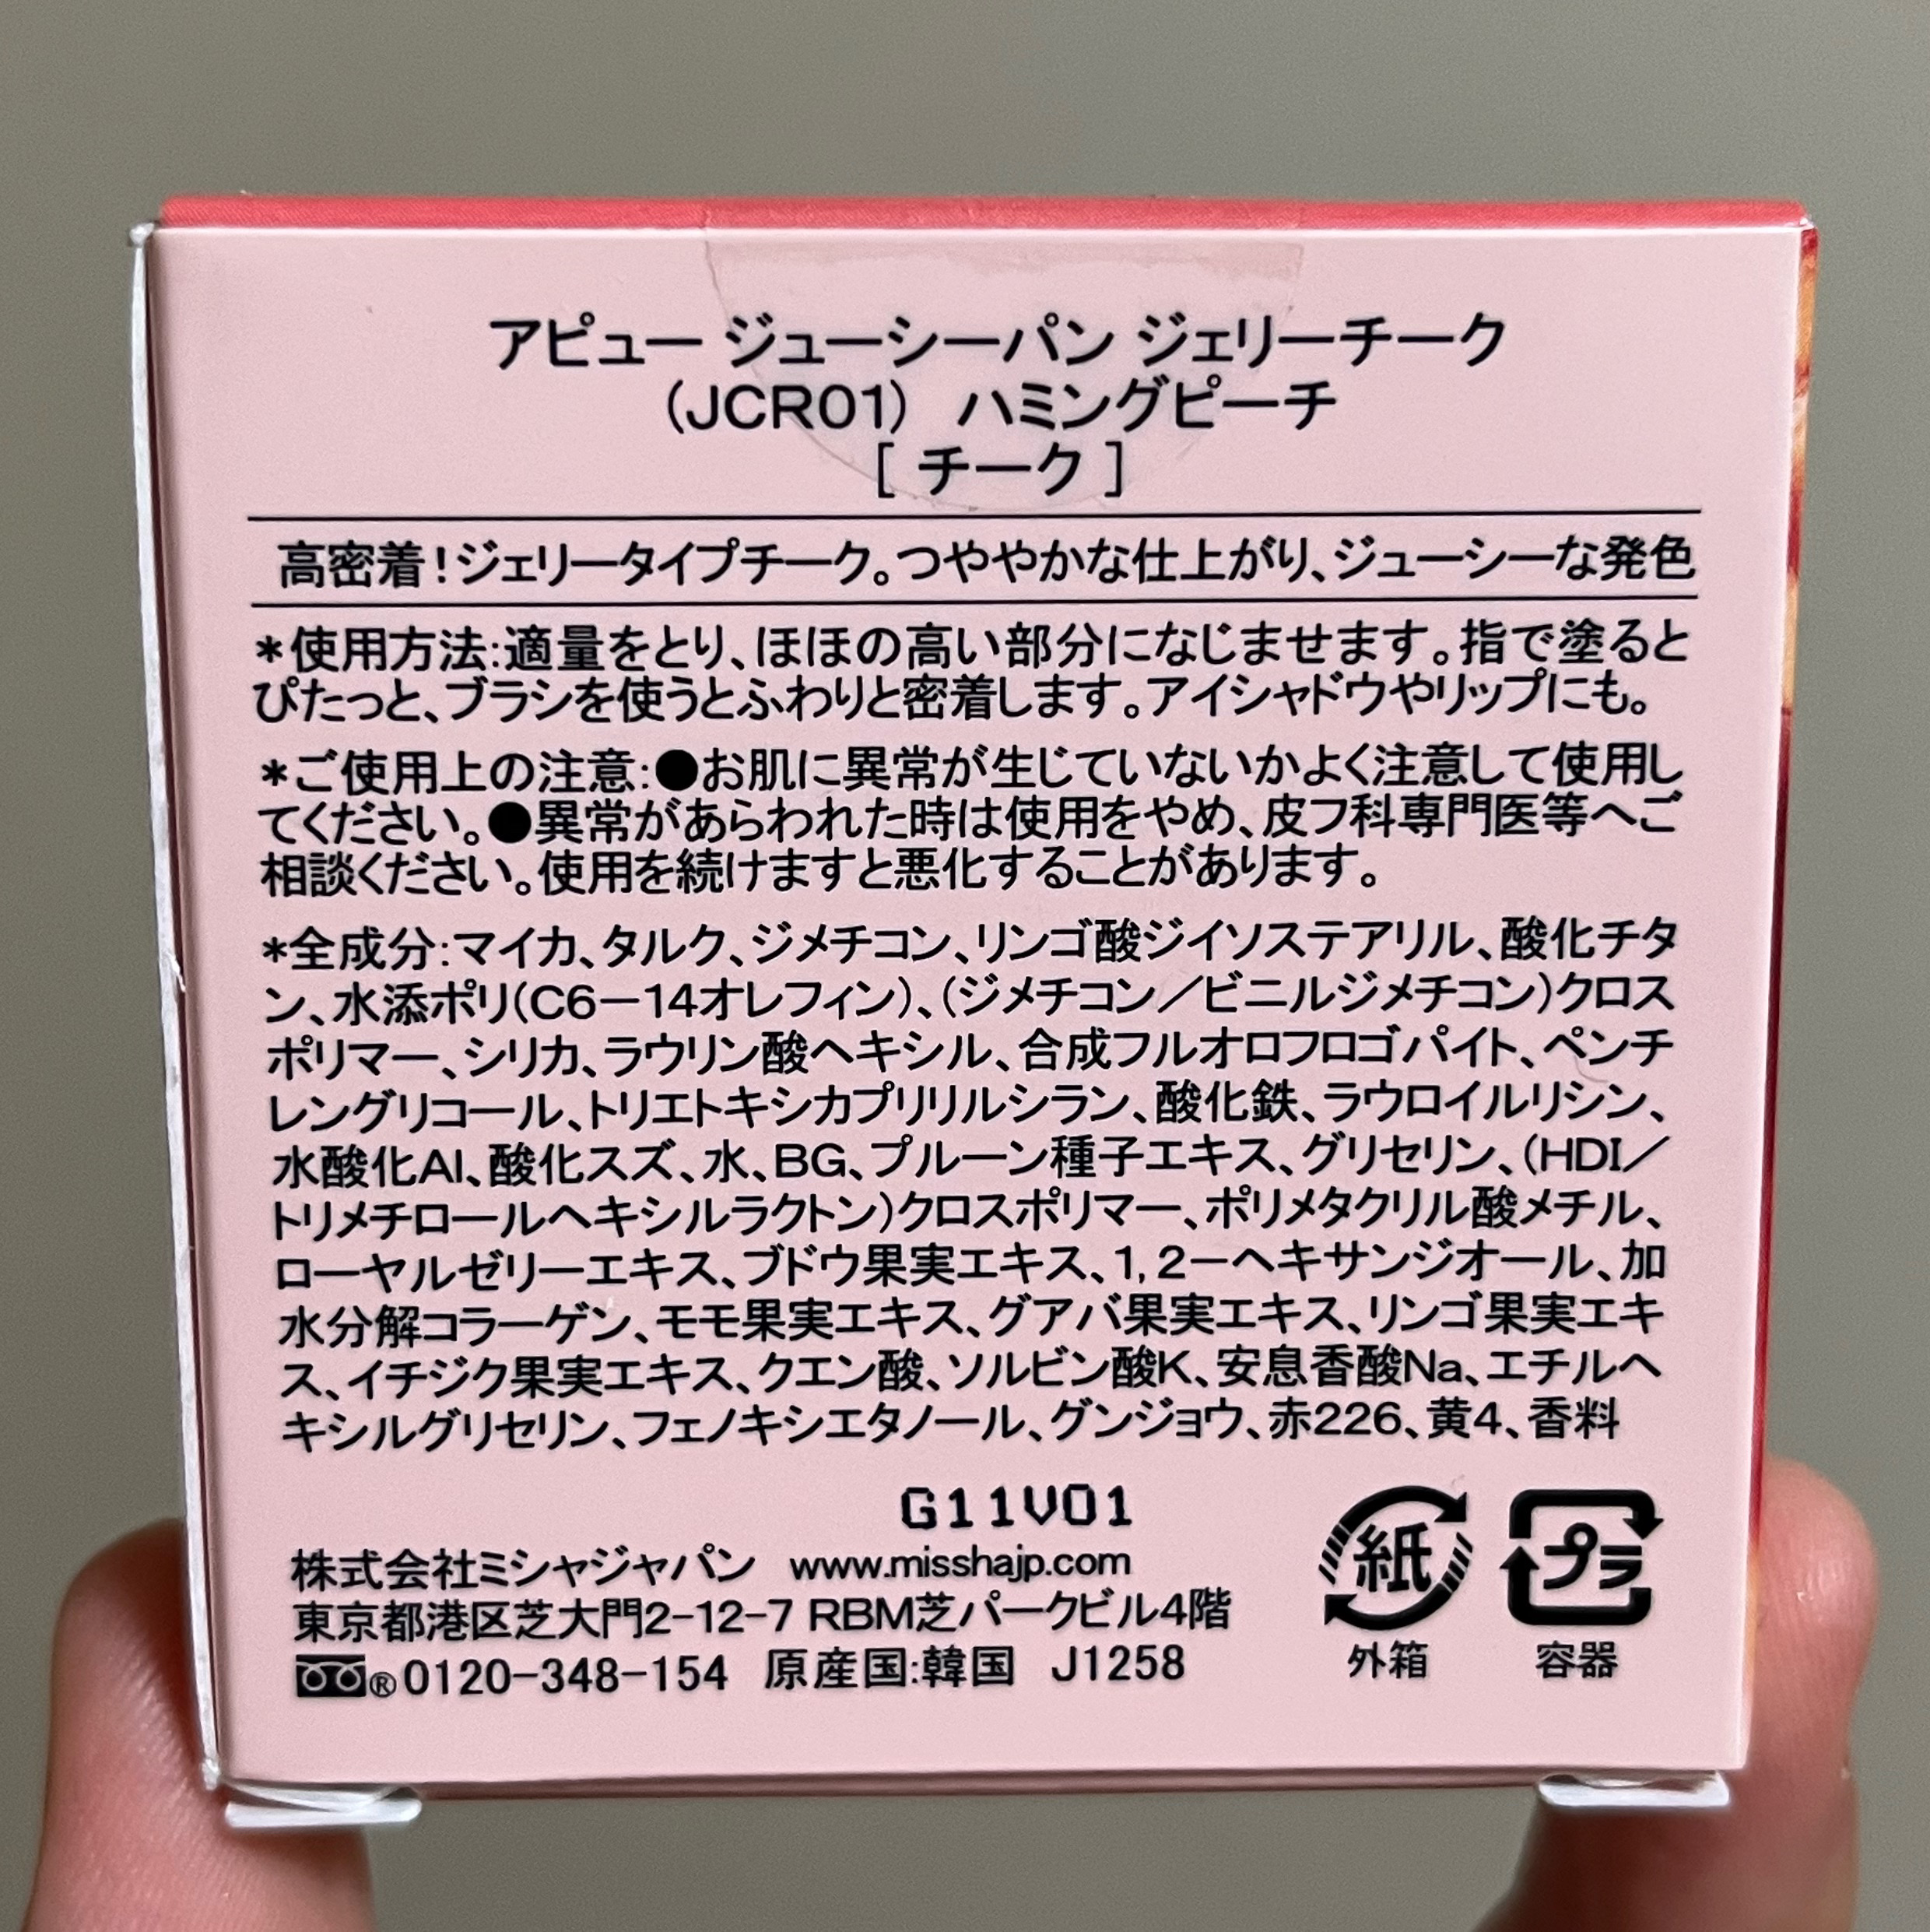 アピュー ジューシーパン ジェリーチーク
(JCR01) ハミングピーチ
[ チーク ]
高密着!ジェリータイプチーク。つややかな仕上がり、ジューシーな発色
*使用方法:適量をとり、ほほの高い部分になじませます。指で塗ると
ぴたっと、ブラシを使うとふわりと密着します。アイシャドウやリップにも。
*ご使用上の注意:●お肌に異常が生じていないかよく注意して使用し
てください。●異常があらわれた時は使用をやめ、皮フ科専門医等へご
相談ください。使用を続けますと悪化することがあります。
*全成分:マイカ、タルク、ジメチコン、リンゴ酸ジイソステアリル、酸化チタ
ン、水添ポリ(C6－14オレフィン)、(ジメチコン／ビニルジメチコン)クロス
ポリマー、シリカ、ラウリン酸ヘキシル、合成フルオロフロゴパイト、ペンチ
レングリコール、トリエトキシカプリリルシラン、酸化鉄、ラウロイルリシン、
水酸化Al、酸化スズ、水、BG、プルーン種子エキス、グリセリン、(HDI／
トリメチロールヘキシルラクトン)クロスポリマー、ポリメタクリル酸メチル、
ローヤルゼリーエキス、ブドウ果実エキス、1,2－ヘキサンジオール、加
水分解コラーゲン、モモ果実エキス、グアバ果実エキス、リンゴ果実エキ
ス、イチジク果実エキス、クエン酸、ソルビン酸K、安息香酸Na、エチルヘ
キシルグリセリン、フェノキシエタノール、グンジョウ、赤226、黄4、香料
G11V01
株式会社ミシャジャパン www.misshajp.com
東京都港区芝大門2-12-7 RBM芝パークビル4階
®0120-348-154 原産国:韓国 J1258
紙
外箱
プラ
容器